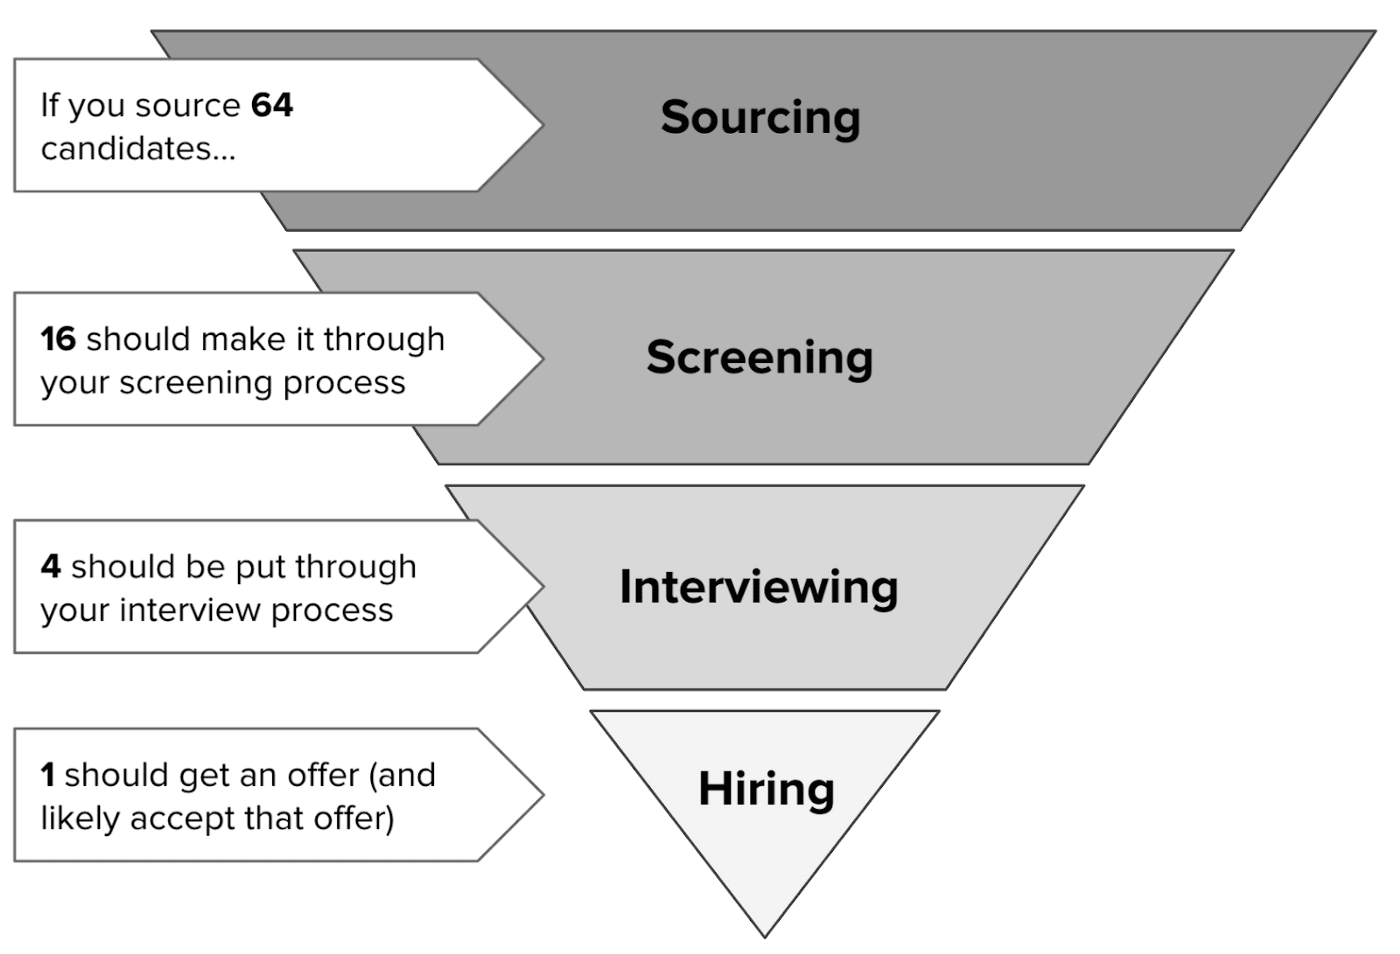 If you source 64
candidates...
Sourcing
16 should make it through
your screening process
Screening
4 should be put through
your interview process
Interviewing
1 should get an offer (and
likely accept that offer)
Hiring